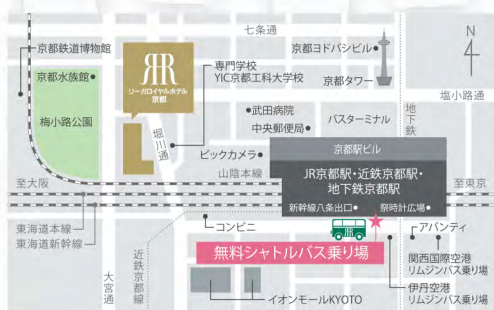 七条通
京都鉄道博物館
京都ヨドバシビル
N
専門学校
YIC京都工科大学校
京都水族館
リーガロイヤルホテル
京都
京都タワー
塩小路通
梅小路公園
武田病院
中央郵便局
バスターミナル
地下鉄
堀川通
京都駅ビル
ビックカメラ
山陰本線
JR京都駅・近鉄京都駅・
地下鉄京都駅
至大阪
至東京
新幹線八条出口
祭時計広場
東海道本線
東海道新幹線
コンビニ
アバンティ
無料シャトルバス乗り場
関西国際空港
リムジンバス乗り場
近鉄京都線
大宮通
伊丹空港
リムジンバス乗り場
イオンモールKYOTO